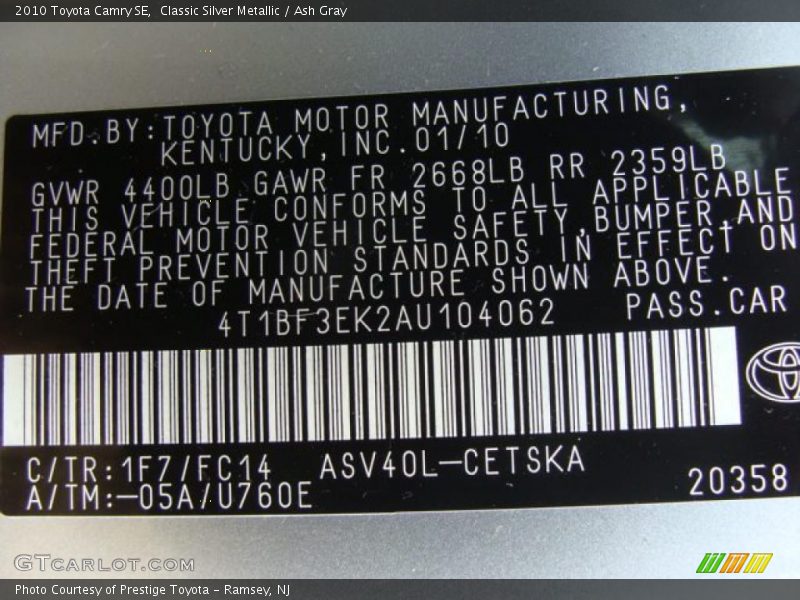 2010 Toyota Camry SE,  Classic Silver Metallic / Ash Gray
MFD.BY:TOYOTA MOTOR MANUFACTURING,
KENTUCKY,INC.01/10
GVWR 4400LB GAWR FR 2668LB RR 2359LB
THIS VEHICLE CONFORMS TO ALL APPLICABLE
FEDERAL MOTOR VEHICLE SAFETY,BUMPER,AND
THEFT PREVENTION STANDARDS IN EFFECT ON
THE DATE OF MANUFACTURE SHOWN ABOVE.
4T1BF3EK2AU104062 PASS.CAR
C/TR:1F7/FC14 ASV40L-CETSKA
A/TM:-05A/U760E 20358
GTCARLOT.COM
Photo Courtesy of Prestige Toyota - Ramsey, NJ